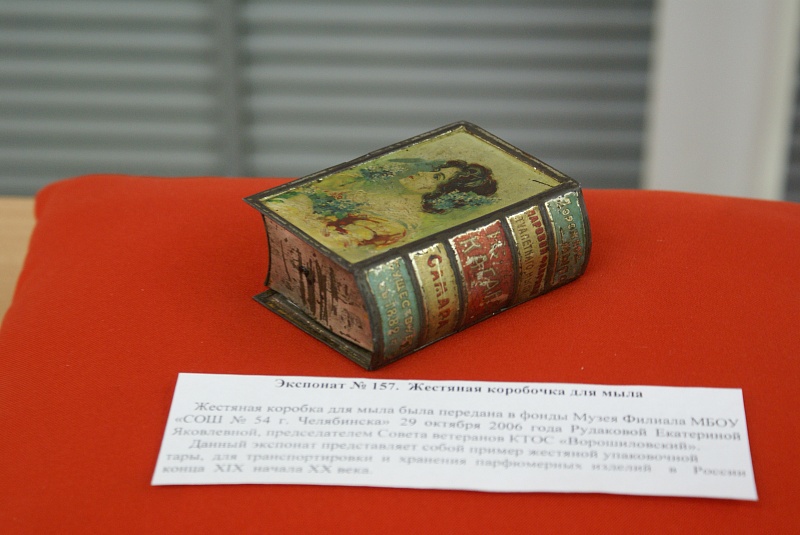 САМАРА
Экспонат № 157. Жестяная коробочка для мыла
Жестяная коробка для мыла была передана в фонды Музея Филиала МБОУ
«СОШ № 54 г. Челябинска» 29 октября 2006 года Рудаковой Екатериной
Яковлевной, председателем Совета ветеранов КТОС «Ворошиловский».
Данный экспонат представляет собой пример жестяной упаковочной
тары, для транспортировки и хранения парфюмерных изделий в России
конца XIX начала XX века.